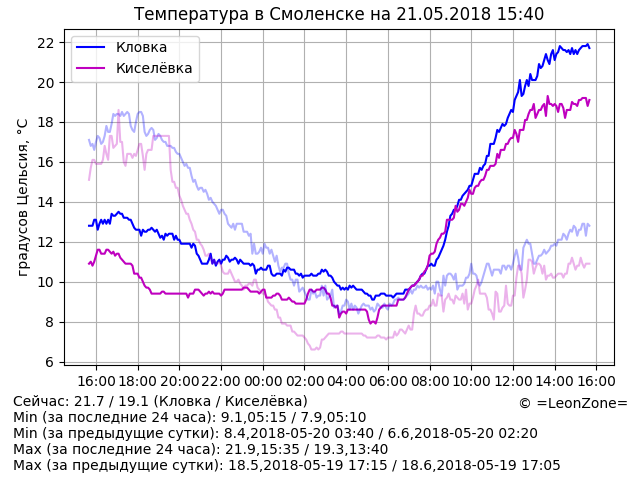 Температура в Смоленске на 21.05.2018 15:40
градусов Цельсия, °C
22
20
18
16
14
12
10
8
6
Кловка
Киселёвка
16:00 18:00 20:00 22:00 00:00 02:00 04:00 06:00 08:00 10:00 12:00 14:00 16:00
Сейчас: 21.7 / 19.1 (Кловка / Киселёвка)
© =LeonZone=
Min (за последние 24 часа): 9.1,05:15 / 7.9,05:10
Min (за предыдущие сутки): 8.4,2018-05-20 03:40 / 6.6,2018-05-20 02:20
Max (за последние 24 часа): 21.9,15:35 / 19.3,13:40
Max (за предыдущие сутки): 18.5,2018-05-19 17:15 / 18.6,2018-05-19 17:05